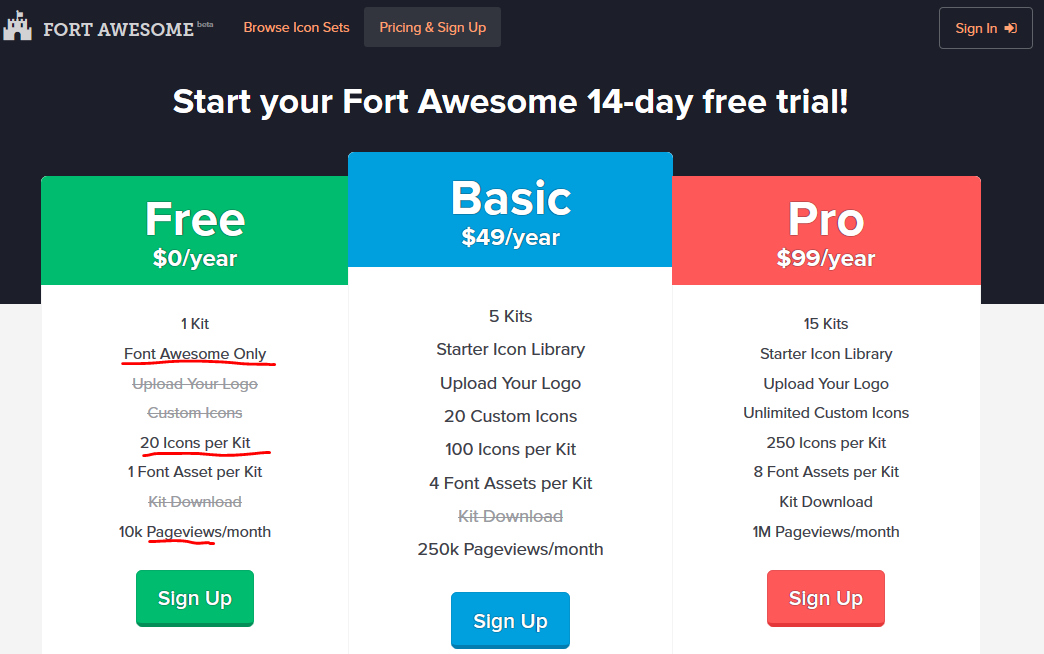 FORT AWESOME beta
Browse Icon Sets
Pricing & Sign Up
Sign In
Start your Fort Awesome 14-day free trial!
Free
$0/year
1 Kit
Font Awesome Only
Upload Your Logo
Custom Icons
20 Icons per Kit
1 Font Asset per Kit
Kit Download
10k Pageviews/month
Sign Up
Basic
$49/year
5 Kits
Starter Icon Library
Upload Your Logo
20 Custom Icons
100 Icons per Kit
4 Font Assets per Kit
Kit Download
250k Pageviews/month
Sign Up
Pro
$99/year
15 Kits
Starter Icon Library
Upload Your Logo
Unlimited Custom Icons
250 Icons per Kit
8 Font Assets per Kit
Kit Download
1M Pageviews/month
Sign Up